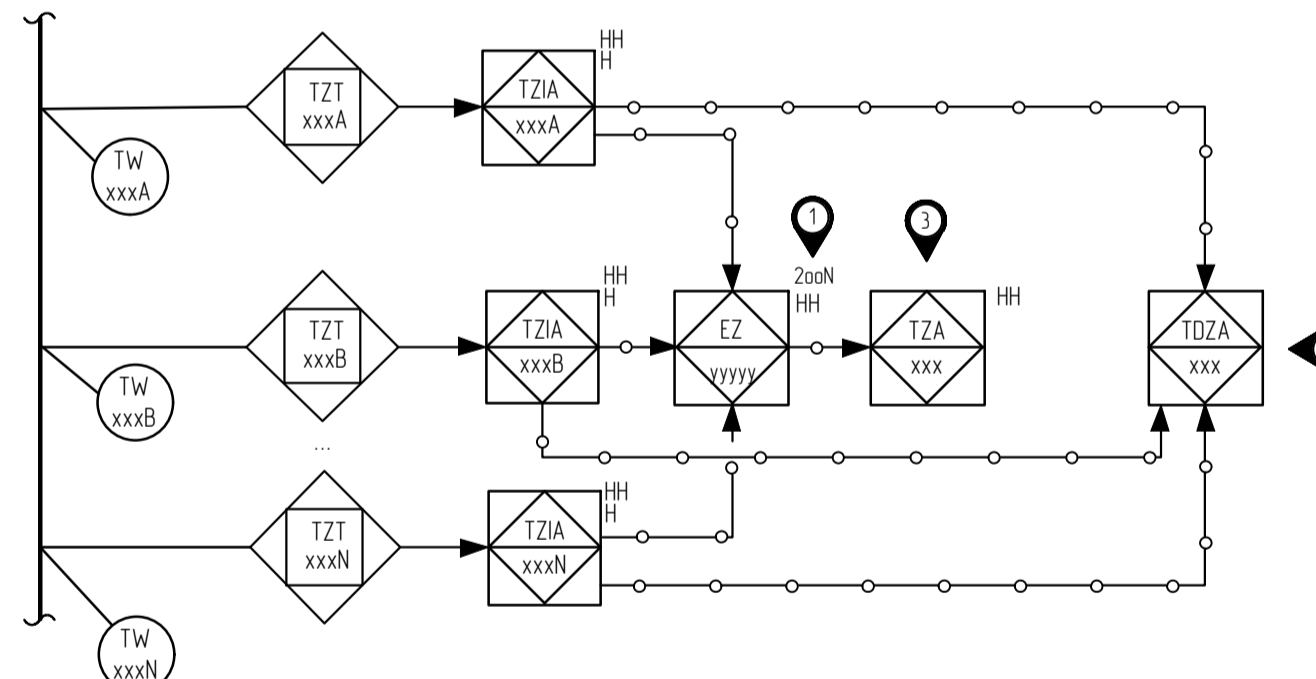 HH
H
TZT
xxxA
TZIA
xxxA
TW
xxxA
1
3
2ooN
HH
HH
H
HH
TZT
xxxB
TZIA
xxxB
EZ
yyyyy
TZA
xxx
TDZA
xxx
TW
xxxB
...
HH
H
TZT
xxxN
TZIA
xxxN
TW
xxxN